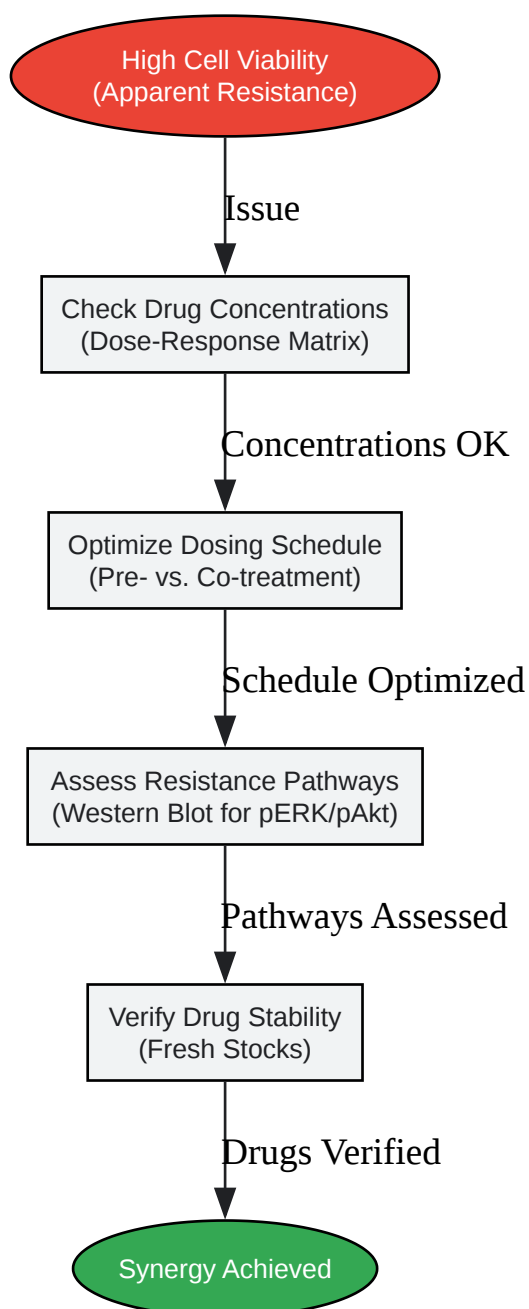 High Cell Viability
(Apparent Resistance)
Issue
Check Drug Concentrations
(Dose-Response Matrix)
Concentrations OK
Optimize Dosing Schedule
(Pre- vs. Co-treatment)
Schedule Optimized
Assess Resistance Pathways
(Western Blot for pERK/pAkt)
Pathways Assessed
Verify Drug Stability
(Fresh Stocks)
Drugs Verified
Synergy Achieved